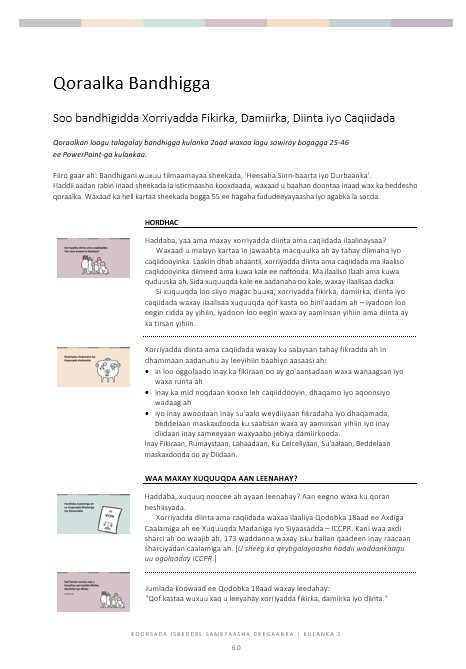 Qoraalka Bandhigga
Soo bandhigidda Xorriyadda Fikirka, Damiirka, Diinta iyo Caqiidada
Qoraalkan loogu talagalay bandhigga kulanka 2aad waxaa lagu sawiray bogagga 25-46
ee PowerPoint-ga kulankaa.
Fiiro gaar ah: Bandhigani wuxuu tilmaamayaa sheekada, 'Heesaha Sinn-baarta iyo Durbaanka'.
Haddii aadan rabin inaad sheekada la isticmaasho kooxdaada, waxaad u baahan doontaa inaad wax ka beddesho
qoraalka. Waxaad ka heli kartaa sheekada bogga 55 ee hagaha fududeeyayaasha iyo agabka la socda.
HORDHAC
Haddaba, yaa ama maxay xorriyadda diinta ama caqiidada ilaalinaysaa?
Waxaad u malayn kartaa in jawaabta macquulka ah ay tahay diimaha iyo
caqiidooyinka. Laakiin dhab ahaantii, xorriyadda diinta ama caqiidada ma ilaaliso
caqiidooyinka diimeed ama kuwa kale ee naftooda. Ma ilaaliso Ilaah ama kuwa
quduuska ah. Sida xuquuqda kale ee aadanaha oo kale, waxay ilaalisaa dadka.
Si xuquuqda loo siiyo magac buuxa, xorriyadda fikirka, damiirka, diinta iyo
caqiidada waxay ilaalisaa xuquuqda qof kasta oo bini'aadam ah – iyadoon loo
eegin cidda ay yihiin, iyadoon loo eegin waxa ay aaminsan yihiin ama diinta ay
ka tirsan yihiin.
Xorriyadda diinta ama caqiidada waxay ku salaysan tahay fikradda ah in
dhammaan aadanuhu ay leeyihiin baahiyo aasaasi ah:
• in loo oggolaado inay ka fikiraan oo ay go'aansadaan waxa wanaagsan iyo
waxa runta ah
• inay ka mid noqdaan kooxo leh caqiiddooyin, dhaqamo iyo aqoonsiyo
wadaag ah
• iyo inay awoodaan inay su'aalo weydiiyaan fikradaha iyo dhaqamada,
beddelaan maskaxdooda ku saabsan waxa ay aaminsan yihiin iyo inay
diidaan inay sameeyaan waxyaabo jebiya damiirkooda.
Inay Fikiraan, Rumaystaan, Lahaadaan, Ku Celceliyaan, Su'aalaan, Beddelaan
maskaxdooda oo ay Diidaan.
WAA MAXAY XUQUUQDA AAN LEENAHAY?
Haddaba, xuquuq noocee ah ayaan leenahay? Aan eegno waxa ku qoran
heshiisyada.
Xorriyadda diinta ama caqiidada waxaa ilaaliya Qodobka 18aad ee Axdiga
Caalamiga ah ee Xuquuqda Madaniga iyo Siyaasadda – ICCPR. Kani waa axdi
sharci ah oo waajib ah, 173 waddanna waxay isku ballan qaadeen inay raacaan
sharciyadan caalamiga ah. [U sheeg ka qeybgalayaasha haddii waddankaagu
uu ogolaaday ICCPR.]
Jumlada koowaad ee Qodobka 18aad waxay leedahay:
"Qof kastaa wuxuu xaq u leeyahay xorriyadda fikirka, damiirka iyo diinta."
KOORSADA ISBEDDEL SAMEYAASHA DEEGAANKA | KULANKA 2
60